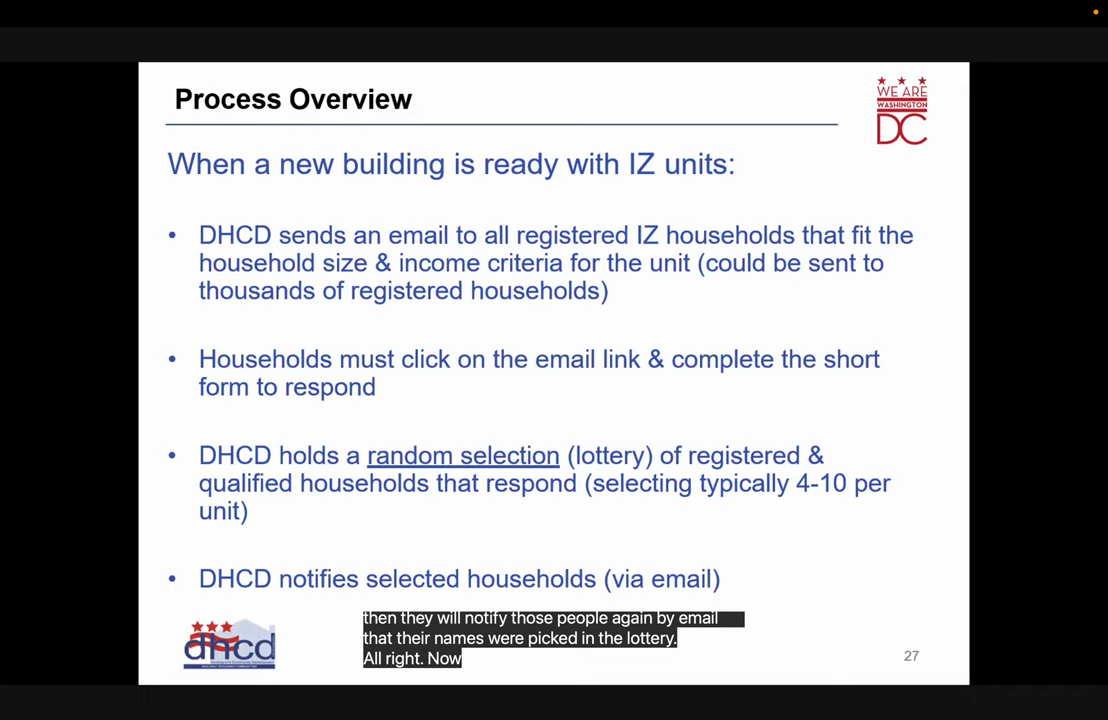 Process Overview
WE ARE
WASHINGTON
DC
When a new building is ready with IZ units:
• DHCD sends an email to all registered IZ households that fit the
household size & income criteria for the unit (could be sent to
thousands of registered households)
• Households must click on the email link & complete the short
form to respond
• DHCD holds a random selection (lottery) of registered &
qualified households that respond (selecting typically 4-10 per
unit)
• DHCD notifies selected households (via email)
dhcd
then they will notify those people again by email
that their names were picked in the lottery.
All right. Now
27